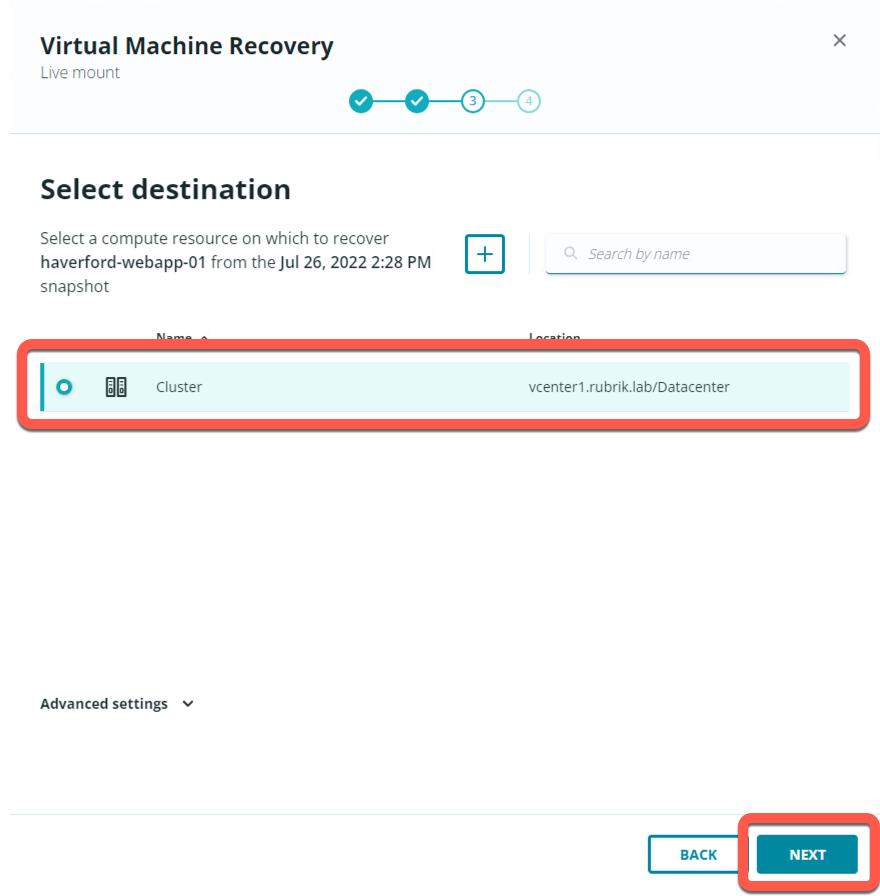 Virtual Machine Recovery
Live mount
3
4
Select destination
Select a compute resource on which to recover
haverford-webapp-01 from the Jul 26, 2022 2:28 PM
snapshot
Search by name
Name
Location
Cluster
vcenter1.rubrik.lab/Datacenter
Advanced settings
BACK
NEXT